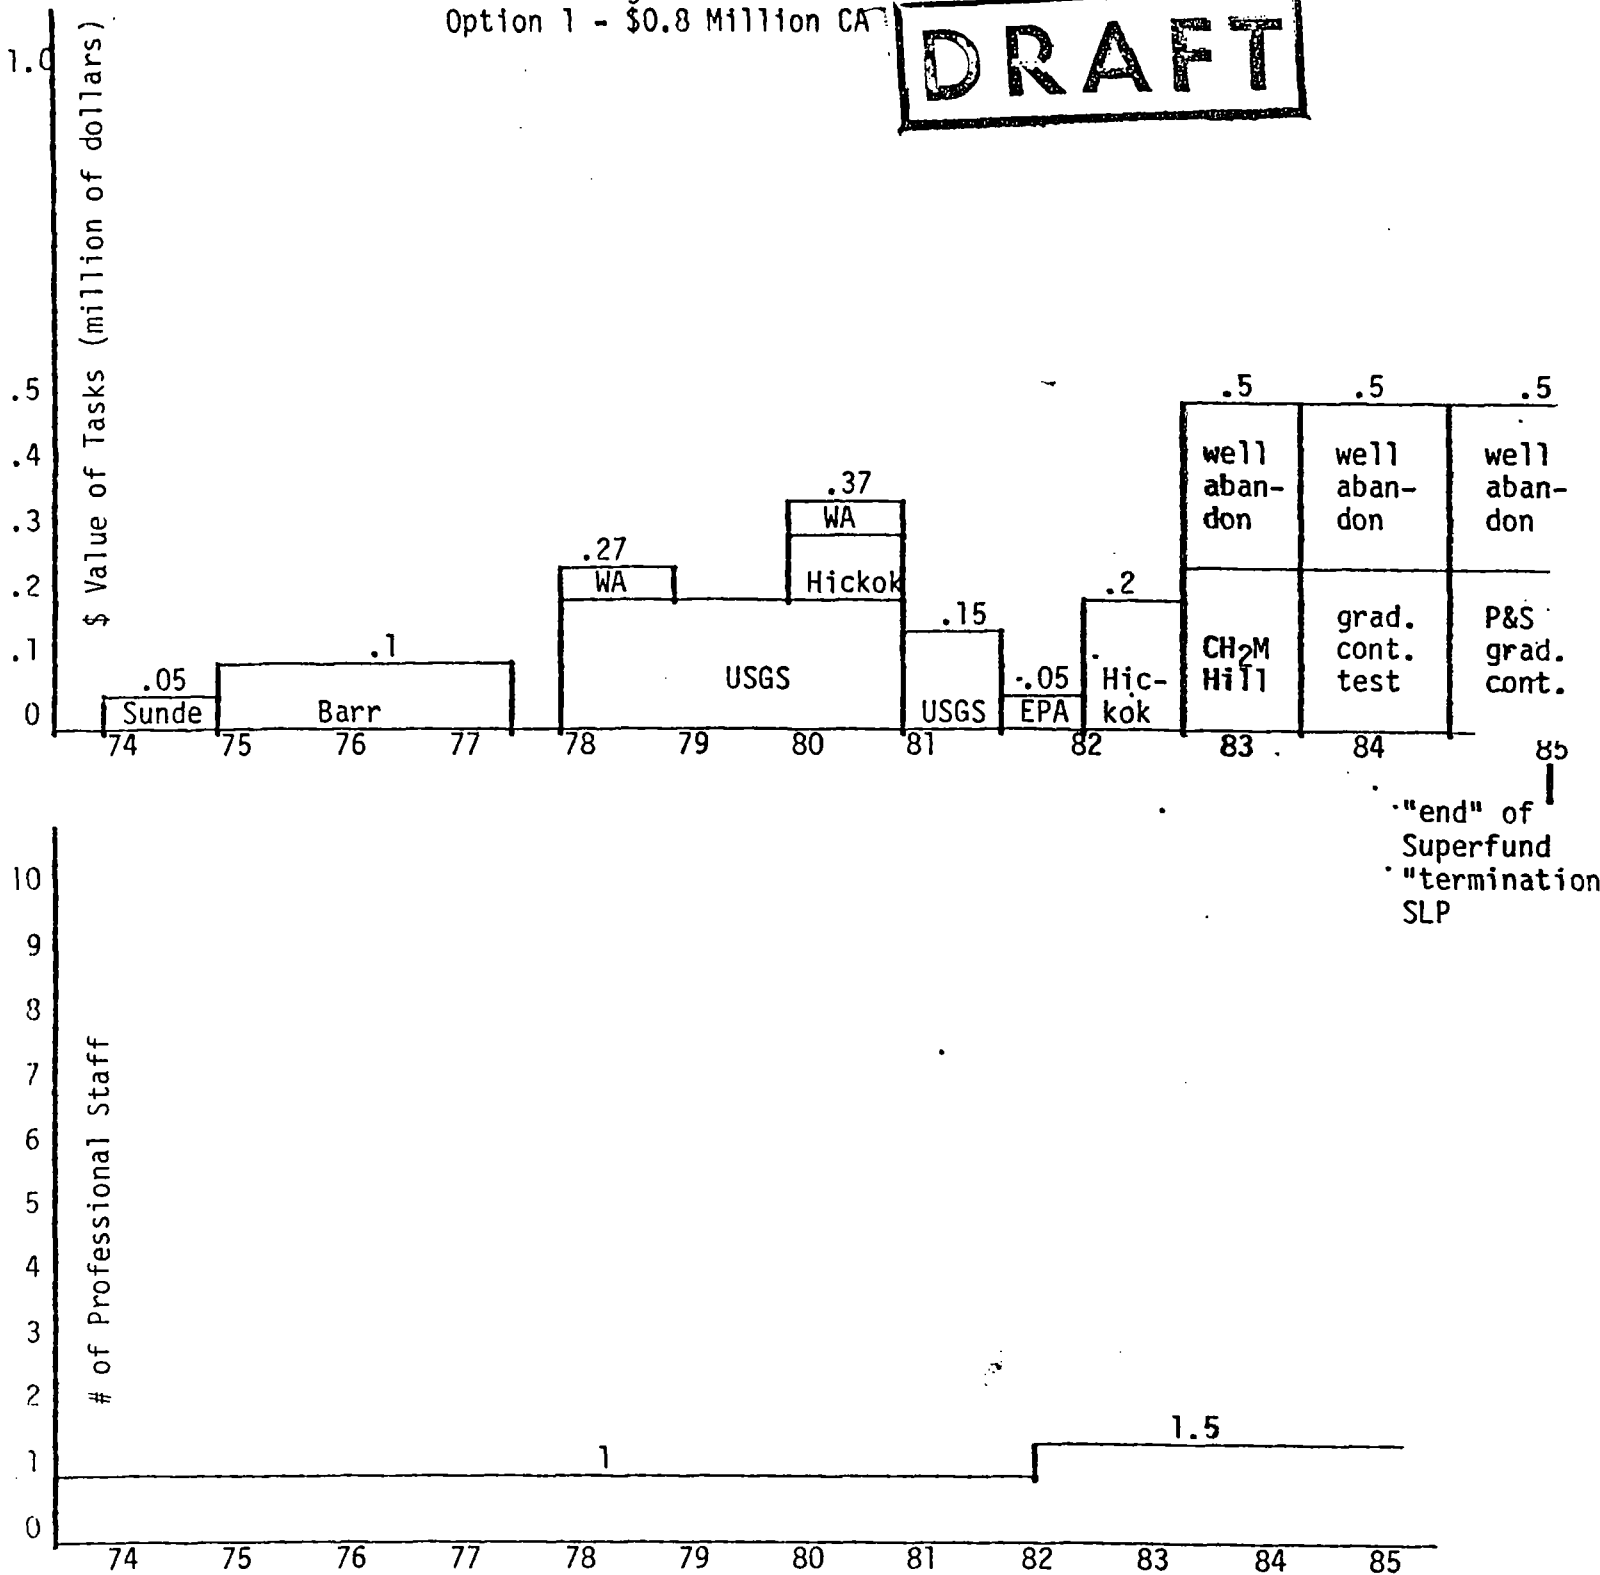 Option 1 - $0.8 Million CA
DRAFT
$ Value of Tasks (million of dollars)
1.0
.5
.4
.3
.2
.1
0
.05
Sunde
.1
Barr
.27
WA
USGS
.37
WA
Hickok
.15
USGS
.05
EPA
.2
Hic-
kok
.5
well
aban-
don
CH2M
Hill
.5
well
aban-
don
grad.
cont.
test
.5
well
aban-
don
P&S
grad.
cont.
74 75 76 77 78 79 80 81 82 83 84 85
"end" of
Superfund
"termination
SLP
# of Professional Staff
10
9
8
7
6
5
4
3
2
1
0
1
1.5
74 75 76 77 78 79 80 81 82 83 84 85